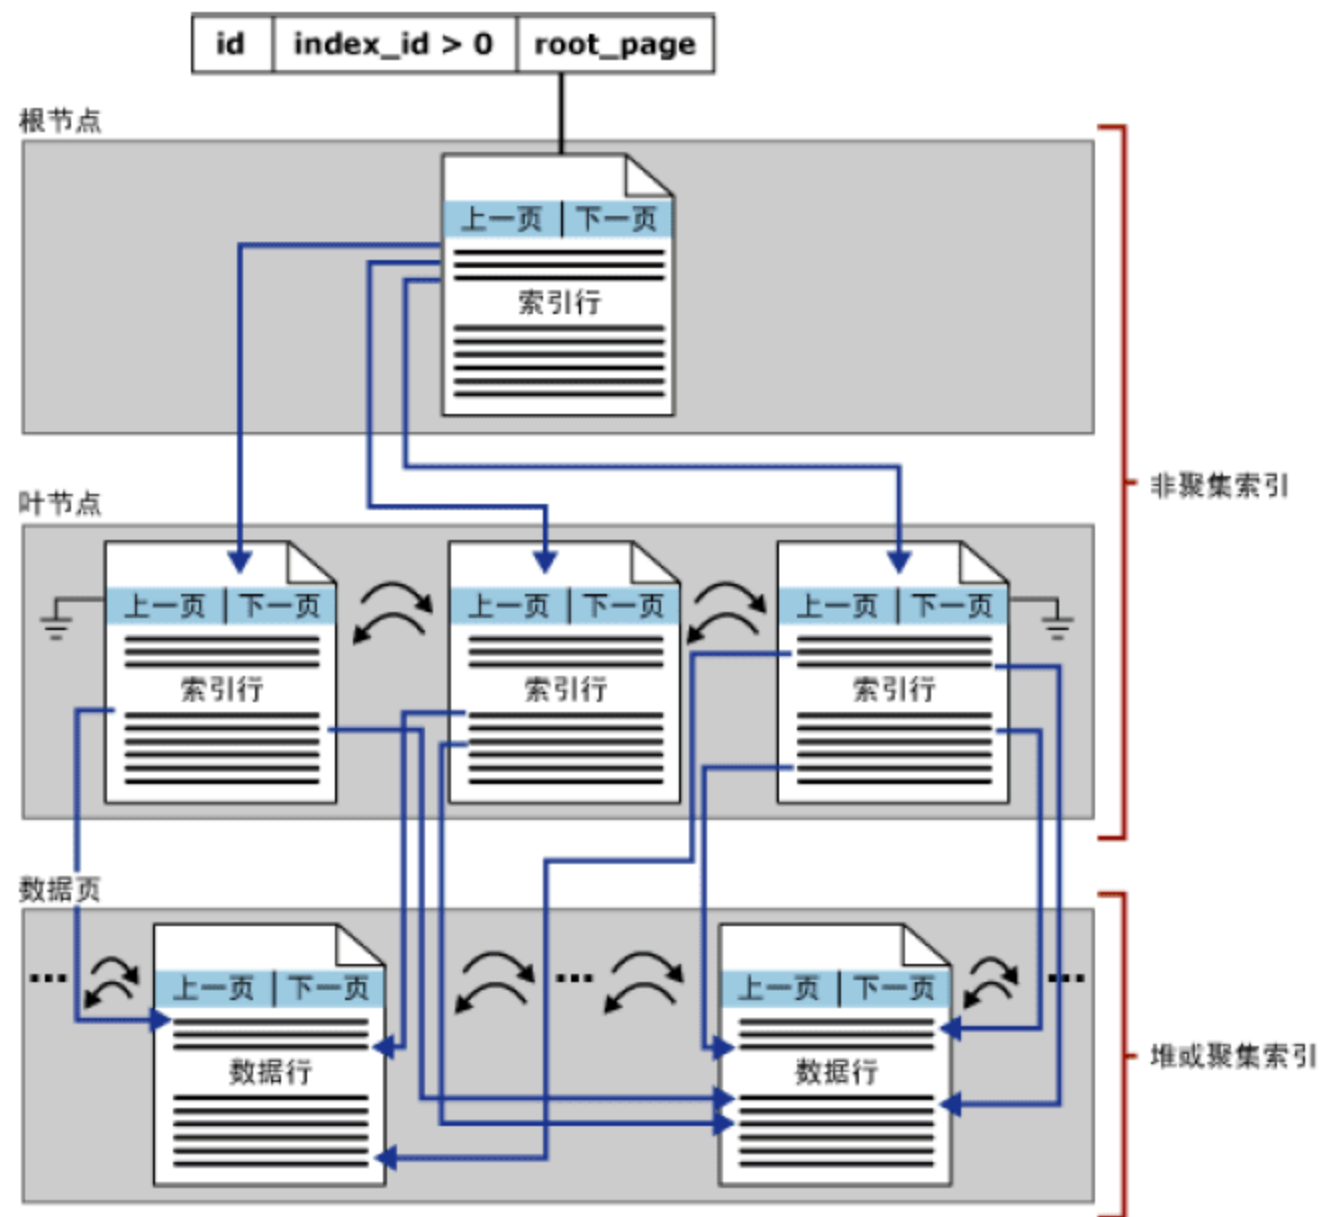 id index_id > 0 root_page
根节点
上一页 下一页
索引行
非聚集索引
叶节点
上一页 下一页 上一页 下一页 上一页 下一页
索引行 索引行 索引行
数据页
... 上一页 下一页 ... 上一页 下一页 ...
数据行 数据行
堆或聚集索引